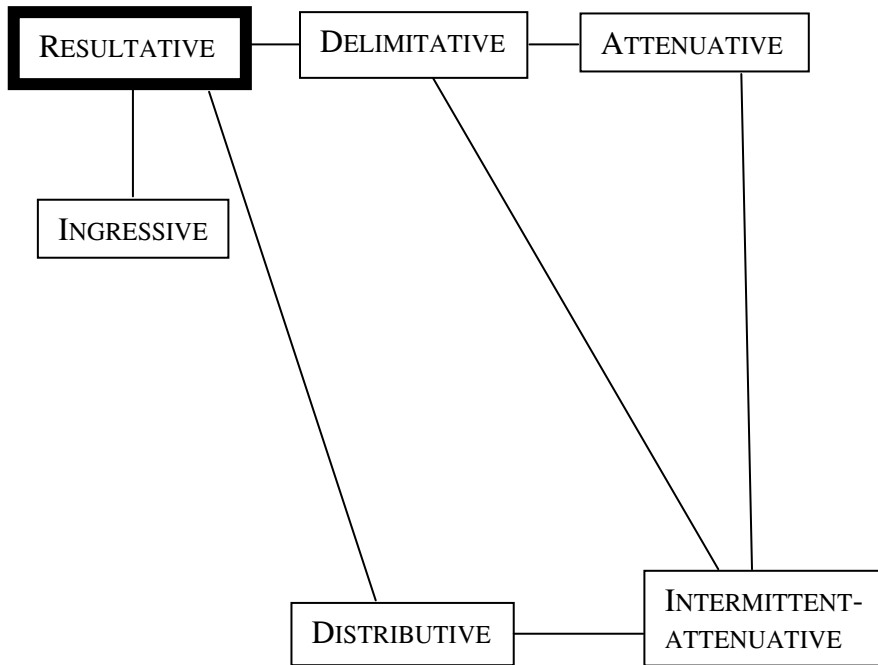 RESULTATIVE
DELIMITATIVE
ATTENUATIVE
INGRESSIVE
DISTRIBUTIVE
INTERMITTENT-
ATTENUATIVE